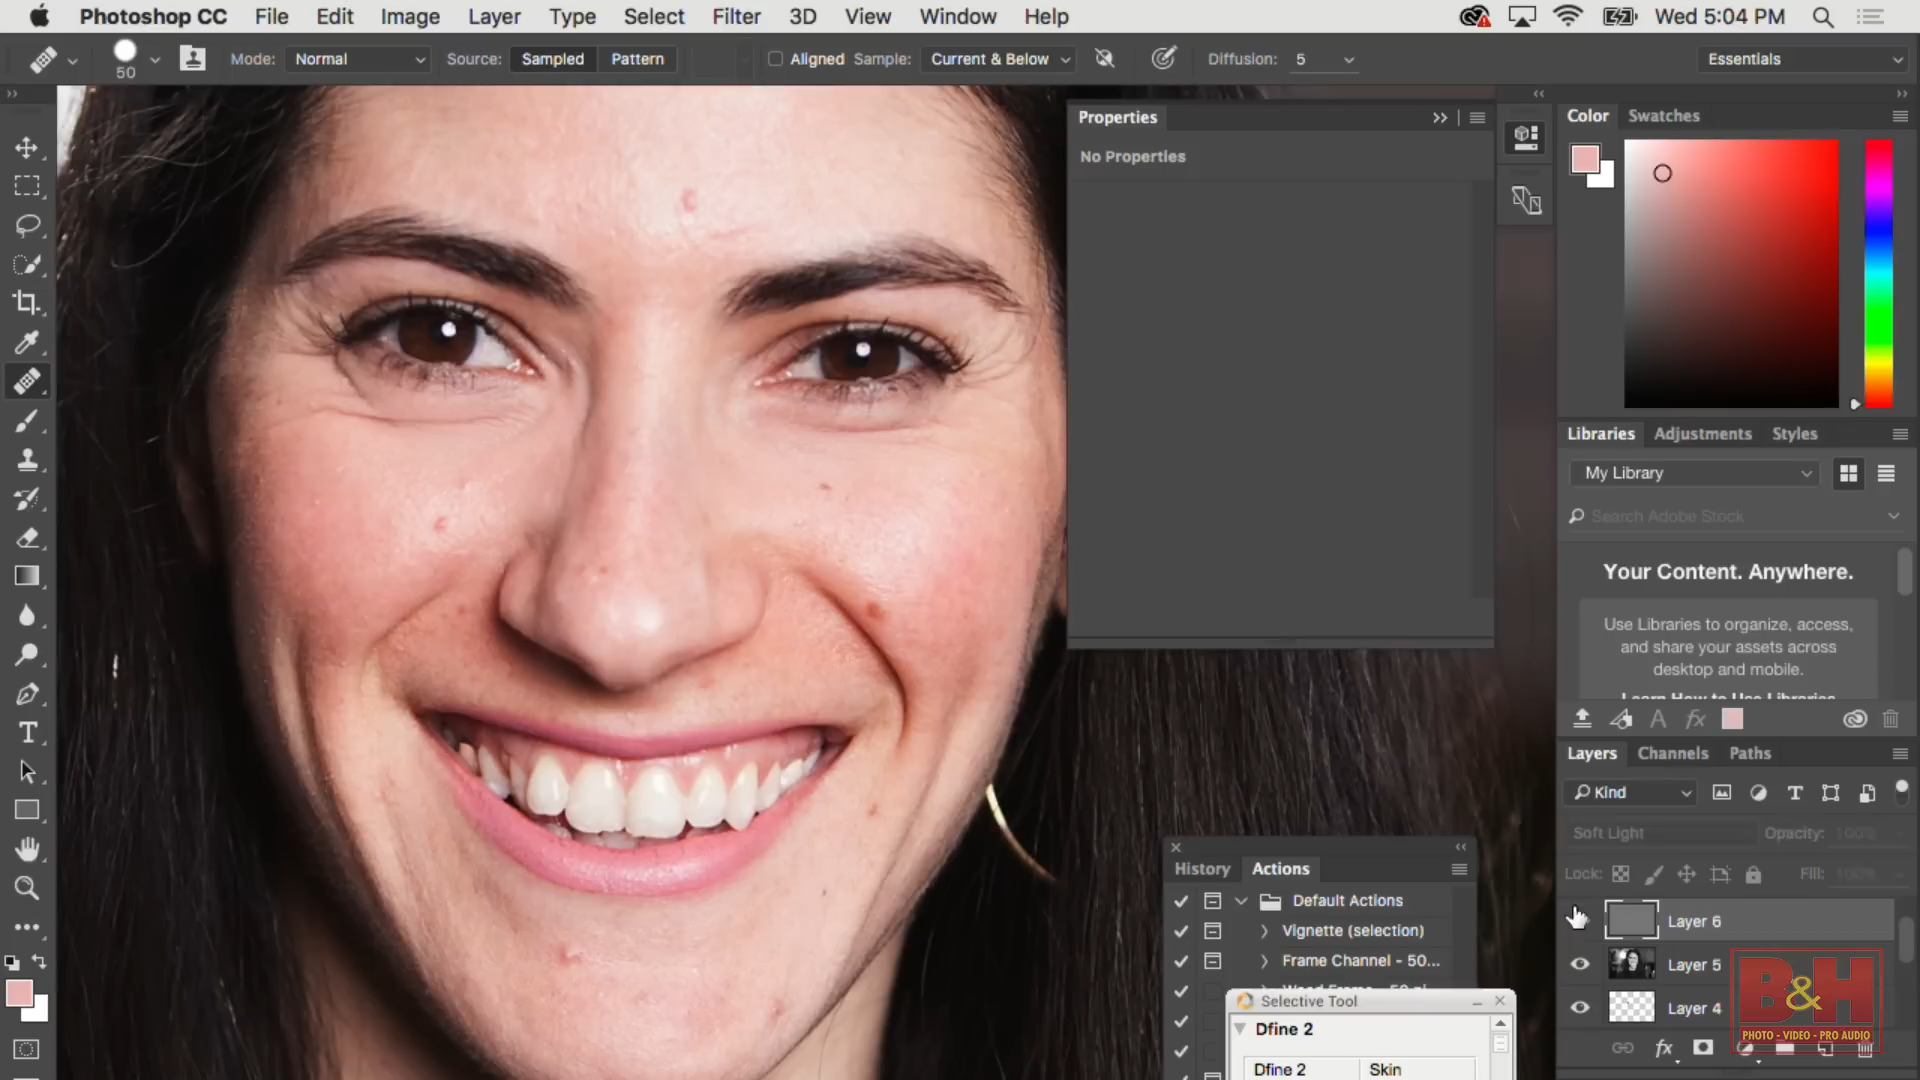 Photoshop CC File Edit Image Layer Type Select Filter 3D View Window Help Wed 5:04 PM
50 Mode: Normal Source: Sampled Pattern Aligned Sample: Current & Below Diffusion: 5 Essentials
Properties
No Properties
Color Swatches
Libraries Adjustments Styles
My Library
Search Adobe Stock
Your Content. Anywhere.
Use Libraries to organize, access,
and share your assets across
desktop and mobile.
Learn How to Use Libraries
Layers Channels Paths
Kind
Soft Light Opacity: 100%
Lock: Fill: 100%
Layer 6
Layer 5
Layer 4
History Actions
Default Actions
Vignette (selection)
Frame Channel - 50...
Selective Tool
Dfine 2
Dfine 2 Skin
B&H
PHOTO - VIDEO - PRO AUDIO